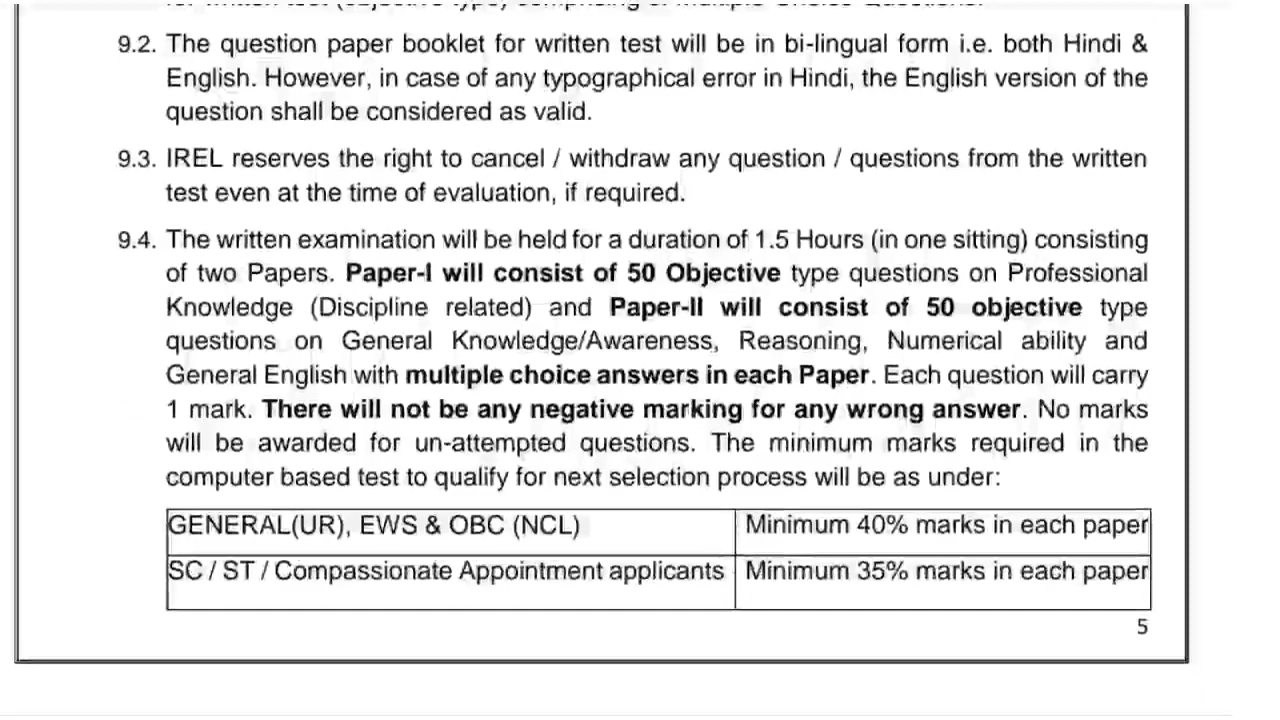 9.2. The question paper booklet for written test will be in bi-lingual form i.e. both Hindi &
English. However, in case of any typographical error in Hindi, the English version of the
question shall be considered as valid.
9.3. IREL reserves the right to cancel / withdraw any question / questions from the written
test even at the time of evaluation, if required.
9.4. The written examination will be held for a duration of 1.5 Hours (in one sitting) consisting
of two Papers. Paper-I will consist of 50 Objective type questions on Professional
Knowledge (Discipline related) and Paper-II will consist of 50 objective type
questions on General Knowledge/Awareness, Reasoning, Numerical ability and
General English with multiple choice answers in each Paper. Each question will carry
1 mark. There will not be any negative marking for any wrong answer. No marks
will be awarded for un-attempted questions. The minimum marks required in the
computer based test to qualify for next selection process will be as under:
GENERAL(UR), EWS & OBC (NCL) Minimum 40% marks in each paper
SC / ST / Compassionate Appointment applicants Minimum 35% marks in each paper
5